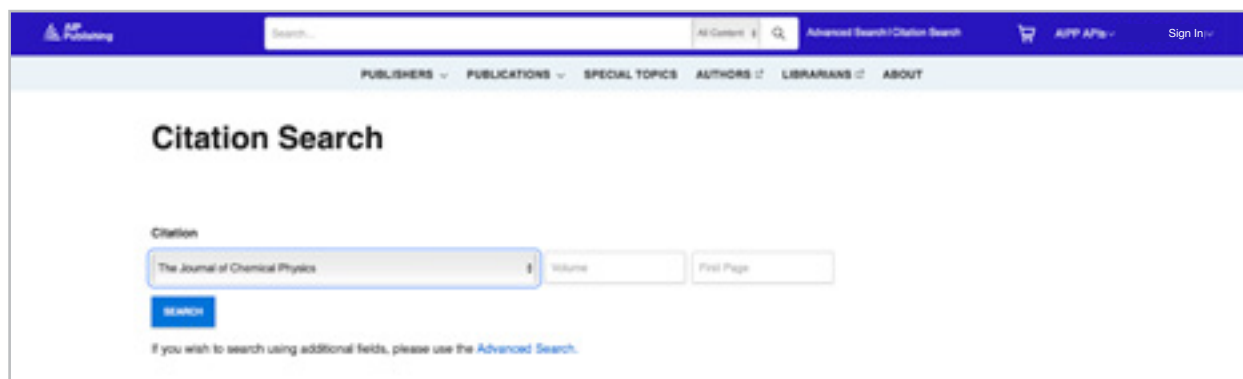 AIP Publishing
Search...
All Content
Advanced Search | Citation Search
AIPP APIs
Sign In
PUBLISHERS PUBLICATIONS SPECIAL TOPICS AUTHORS LIBRARIANS ABOUT
Citation Search
Citation
The Journal of Chemical Physics
Volume
First Page
SEARCH
If you wish to search using additional fields, please use the Advanced Search.